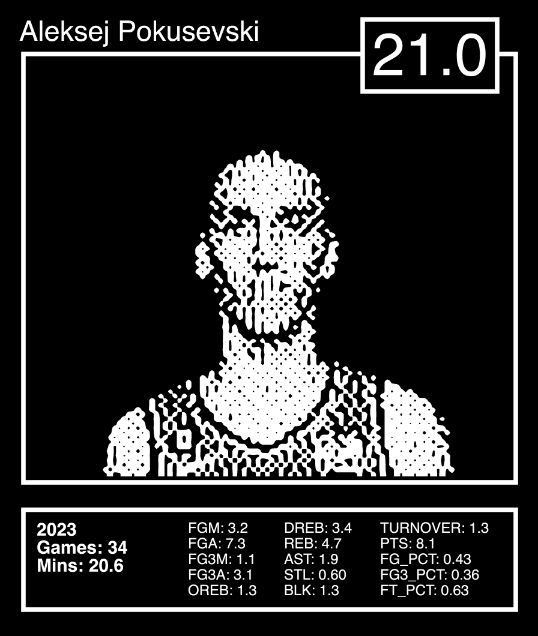 Aleksej Pokusevski
21.0
2023
Games: 34
Mins: 20.6
FGM: 3.2
FGA: 7.3
FG3M: 1.1
FG3A: 3.1
OREB: 1.3
DREB: 3.4
REB: 4.7
AST: 1.9
STL: 0.60
BLK: 1.3
TURNOVER: 1.3
PTS: 8.1
FG_PCT: 0.43
FG3_PCT: 0.36
FT_PCT: 0.63